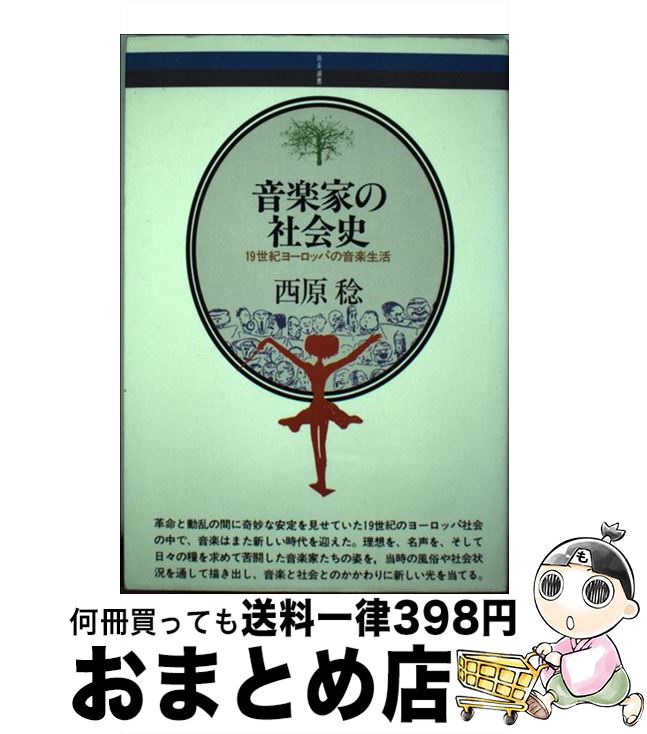 音楽選書
音楽家の
社会史
19世紀ヨーロッパの音楽生活
西原 稔
革命と動乱の間に奇妙な安定を見せていた19世紀のヨーロッパ社会
の中で、音楽はまた新しい時代を迎えた。理想を、名声を、そして
日々の糧を求めて苦闘した音楽家たちの姿を，当時の風俗や社会状
況を通して描き出し、音楽と社会とのかかわりに新しい光を当てる。
も
何冊買っても送料一律398円
おまとめ店